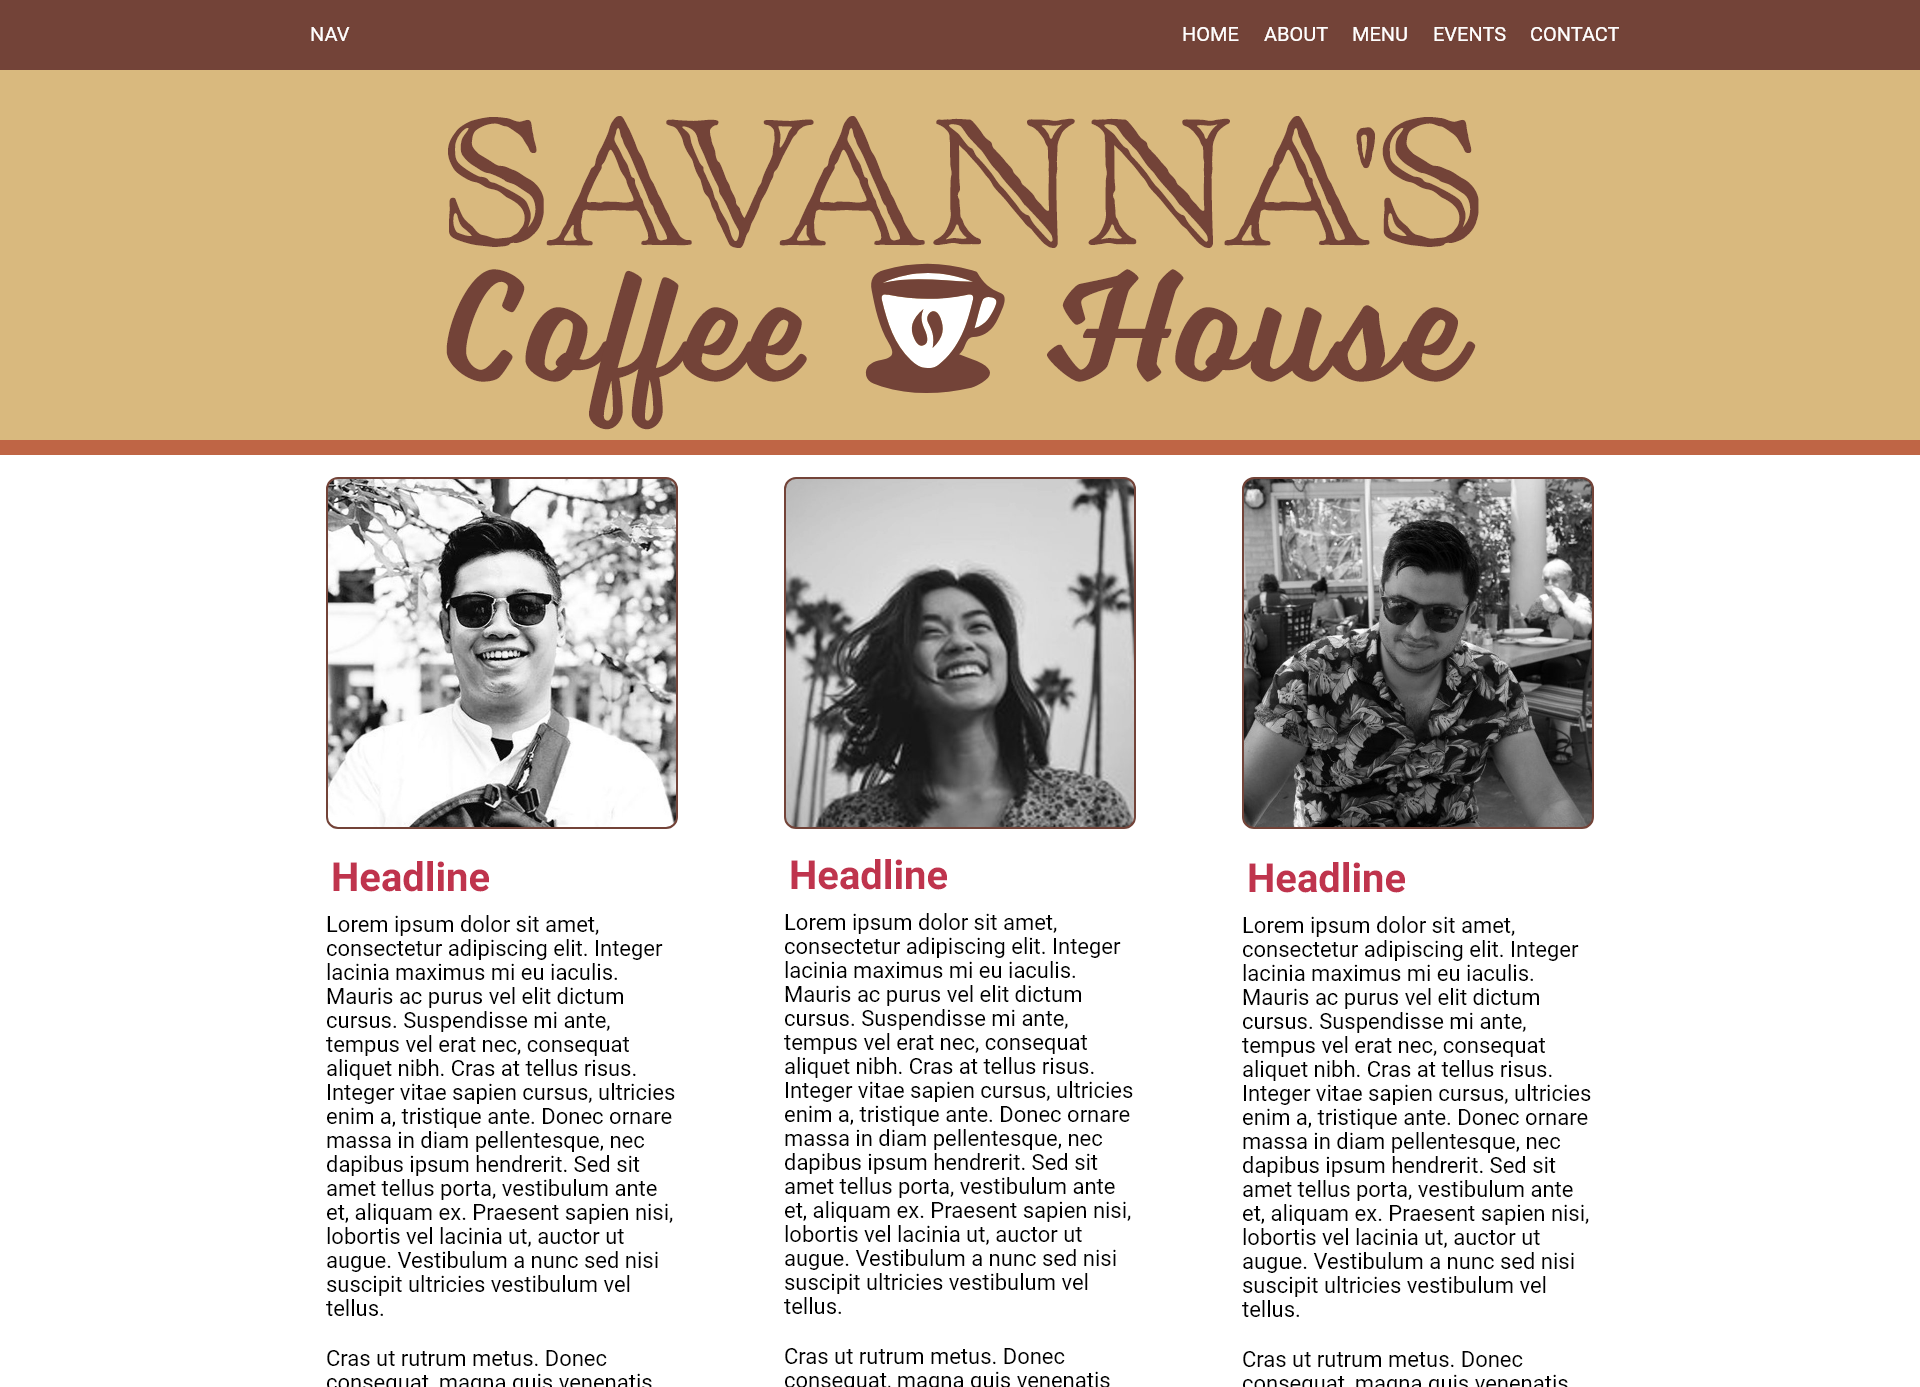 NAV
HOME ABOUT MENU EVENTS CONTACT
SAVANNA'S
Coffee House
Headline
Lorem ipsum dolor sit amet,
consectetur adipiscing elit. Integer
lacinia maximus mi eu iaculis.
Mauris ac purus vel elit dictum
cursus. Suspendisse mi ante,
tempus vel erat nec, consequat
aliquet nibh. Cras at tellus risus.
Integer vitae sapien cursus, ultricies
enim a, tristique ante. Donec ornare
massa in diam pellentesque, nec
dapibus ipsum hendrerit. Sed sit
amet tellus porta, vestibulum ante
et, aliquam ex. Praesent sapien nisi,
lobortis vel lacinia ut, auctor ut
augue. Vestibulum a nunc sed nisi
suscipit ultricies vestibulum vel
tellus.
Cras ut rutrum metus. Donec
consequat, magna quis venenatis
Headline
Lorem ipsum dolor sit amet,
consectetur adipiscing elit. Integer
lacinia maximus mi eu iaculis.
Mauris ac purus vel elit dictum
cursus. Suspendisse mi ante,
tempus vel erat nec, consequat
aliquet nibh. Cras at tellus risus.
Integer vitae sapien cursus, ultricies
enim a, tristique ante. Donec ornare
massa in diam pellentesque, nec
dapibus ipsum hendrerit. Sed sit
amet tellus porta, vestibulum ante
et, aliquam ex. Praesent sapien nisi,
lobortis vel lacinia ut, auctor ut
augue. Vestibulum a nunc sed nisi
suscipit ultricies vestibulum vel
tellus.
Cras ut rutrum metus. Donec
consequat, magna quis venenatis
Headline
Lorem ipsum dolor sit amet,
consectetur adipiscing elit. Integer
lacinia maximus mi eu iaculis.
Mauris ac purus vel elit dictum
cursus. Suspendisse mi ante,
tempus vel erat nec, consequat
aliquet nibh. Cras at tellus risus.
Integer vitae sapien cursus, ultricies
enim a, tristique ante. Donec ornare
massa in diam pellentesque, nec
dapibus ipsum hendrerit. Sed sit
amet tellus porta, vestibulum ante
et, aliquam ex. Praesent sapien nisi,
lobortis vel lacinia ut, auctor ut
augue. Vestibulum a nunc sed nisi
suscipit ultricies vestibulum vel
tellus.
Cras ut rutrum metus. Donec
consequat, magna quis venenatis